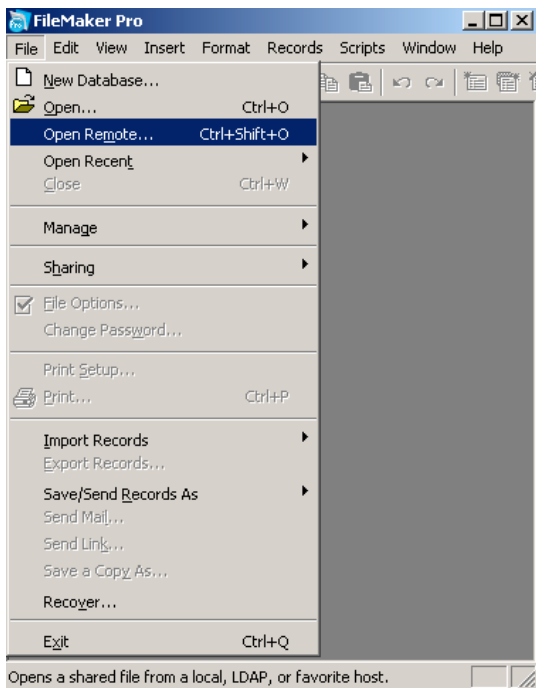 FileMaker Pro
File Edit View Insert Format Records Scripts Window Help
New Database...
Open... Ctrl+O
Open Remote... Ctrl+Shift+O
Open Recent
Close Ctrl+W
Manage
Sharing
File Options...
Change Password...
Print Setup...
Print... Ctrl+P
Import Records
Export Records...
Save/Send Records As
Send Mail...
Send Link...
Save a Copy As...
Recover...
Exit Ctrl+Q
Opens a shared file from a local, LDAP, or favorite host.